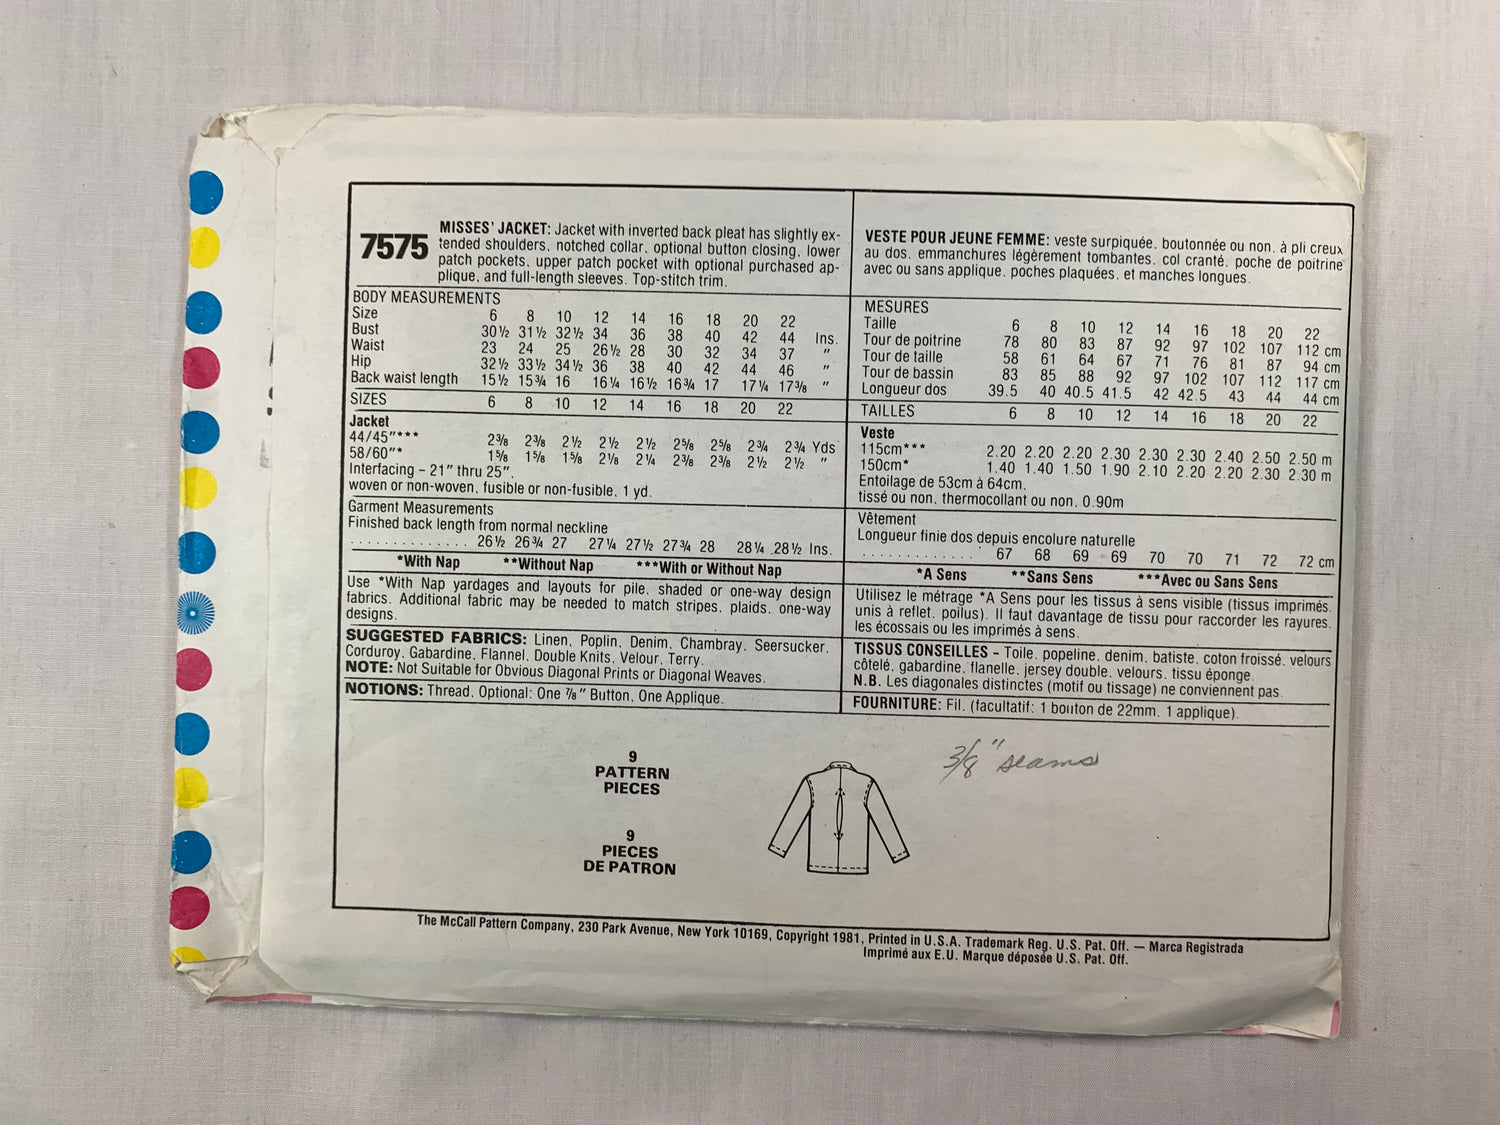 7575
MISSES' JACKET: Jacket with inverted back pleat has slightly ex-
tended shoulders, notched collar, optional button closing, lower
patch pockets, upper patch pocket with optional purchased ap-
plique, and full-length sleeves. Top-stitch trim.
BODY MEASUREMENTS
Size 6 8 10 12 14 16 18 20 22
Bust 30½ 31½ 32½ 34 36 38 40 42 44 Ins.
Waist 23 24 25 26½ 28 30 32 34 37 "
Hip 32½ 33½ 34½ 36 38 40 42 44 46 "
Back waist length 15½ 15¾ 16 16¼ 16½ 16¾ 17 17¼ 17⅜ "
SIZES 6 8 10 12 14 16 18 20 22
Jacket
44/45"*** 2⅜ 2⅜ 2½ 2½ 2½ 2⅝ 2⅝ 2¾ 2¾ Yds
58/60"* 1⅝ 1⅝ 1⅝ 2⅛ 2¼ 2⅜ 2⅜ 2½ 2½ "
Interfacing – 21" thru 25",
woven or non-woven, fusible or non-fusible, 1 yd.
Garment Measurements
Finished back length from normal neckline
. . . . . . . . . . . . . . 26½ 26¾ 27 27¼ 27½ 27¾ 28 28¼ 28½ Ins.
*With Nap **Without Nap ***With or Without Nap
Use *With Nap yardages and layouts for pile, shaded or one-way design
fabrics. Additional fabric may be needed to match stripes, plaids, one-way
designs.
SUGGESTED FABRICS: Linen, Poplin, Denim, Chambray, Seersucker,
Corduroy, Gabardine, Flannel, Double Knits, Velour, Terry.
NOTE: Not Suitable for Obvious Diagonal Prints or Diagonal Weaves.
NOTIONS: Thread, Optional: One ⅞" Button, One Applique.
VESTE POUR JEUNE FEMME: veste surpiquée, boutonnée ou non, à pli creux
au dos, emmanchures légèrement tombantes, col cranté, poche de poitrine
avec ou sans applique, poches plaquées, et manches longues.
MESURES
Taille 6 8 10 12 14 16 18 20 22
Tour de poitrine 78 80 83 87 92 97 102 107 112 cm
Tour de taille 58 61 64 67 71 76 81 87 94 cm
Tour de bassin 83 85 88 92 97 102 107 112 117 cm
Longueur dos 39.5 40 40.5 41.5 42 42.5 43 44 44 cm
TAILLES 6 8 10 12 14 16 18 20 22
Veste
115cm*** 2.20 2.20 2.20 2.30 2.30 2.30 2.40 2.50 2.50 m
150cm* 1.40 1.40 1.50 1.90 2.10 2.20 2.20 2.30 2.30 m
Entoilage de 53cm à 64cm,
tissé ou non, thermocollant ou non, 0.90m
Vêtement
Longueur finie dos depuis encolure naturelle
. . . . . . . . . . . . . 67 68 69 69 70 70 71 72 72 cm
*A Sens **Sans Sens ***Avec ou Sans Sens
Utilisez le métrage *A Sens pour les tissus à sens visible (tissus imprimés,
unis à reflet, poilus). Il faut davantage de tissu pour raccorder les rayures,
les écossais ou les imprimés à sens.
TISSUS CONSEILLES – Toile, popeline, denim, batiste, coton froissé, velours
côtelé, gabardine, flanelle, jersey double, velours, tissu éponge.
N.B. Les diagonales distinctes (motif ou tissage) ne conviennent pas.
FOURNITURE: Fil, (facultatif: 1 bouton de 22mm, 1 applique).
3/8" seams
9
PATTERN
PIECES
9
PIECES
DE PATRON
The McCall Pattern Company, 230 Park Avenue, New York 10169, Copyright 1981, Printed in U.S.A. Trademark Reg. U.S. Pat. Off. — Marca Registrada
Imprimé aux E.U. Marque déposée U.S. Pat. Off.